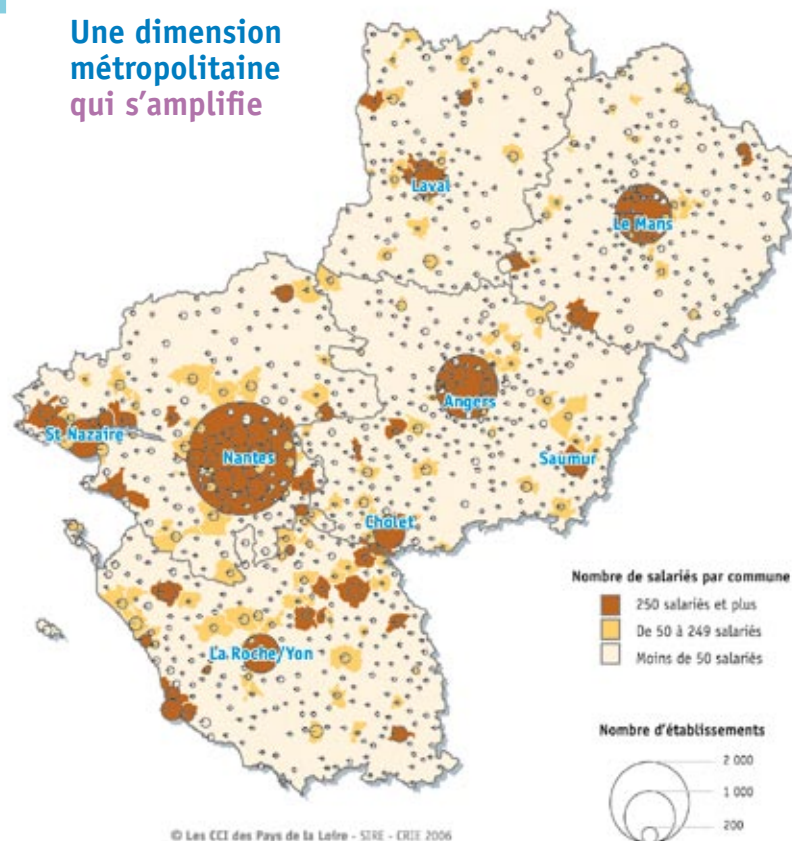 Une dimension
métropolitaine
qui s’amplifie
Laval
Le Mans
Angers
St Nazaire
Nantes
Saumur
Cholet
La Roche/Yon
Nombre de salariés par commune
250 salariés et plus
De 50 à 249 salariés
Moins de 50 salariés
Nombre d’établissements
2 000
1 000
200
© Les CCI des Pays de la Loire - SIRE - CRIE 2006